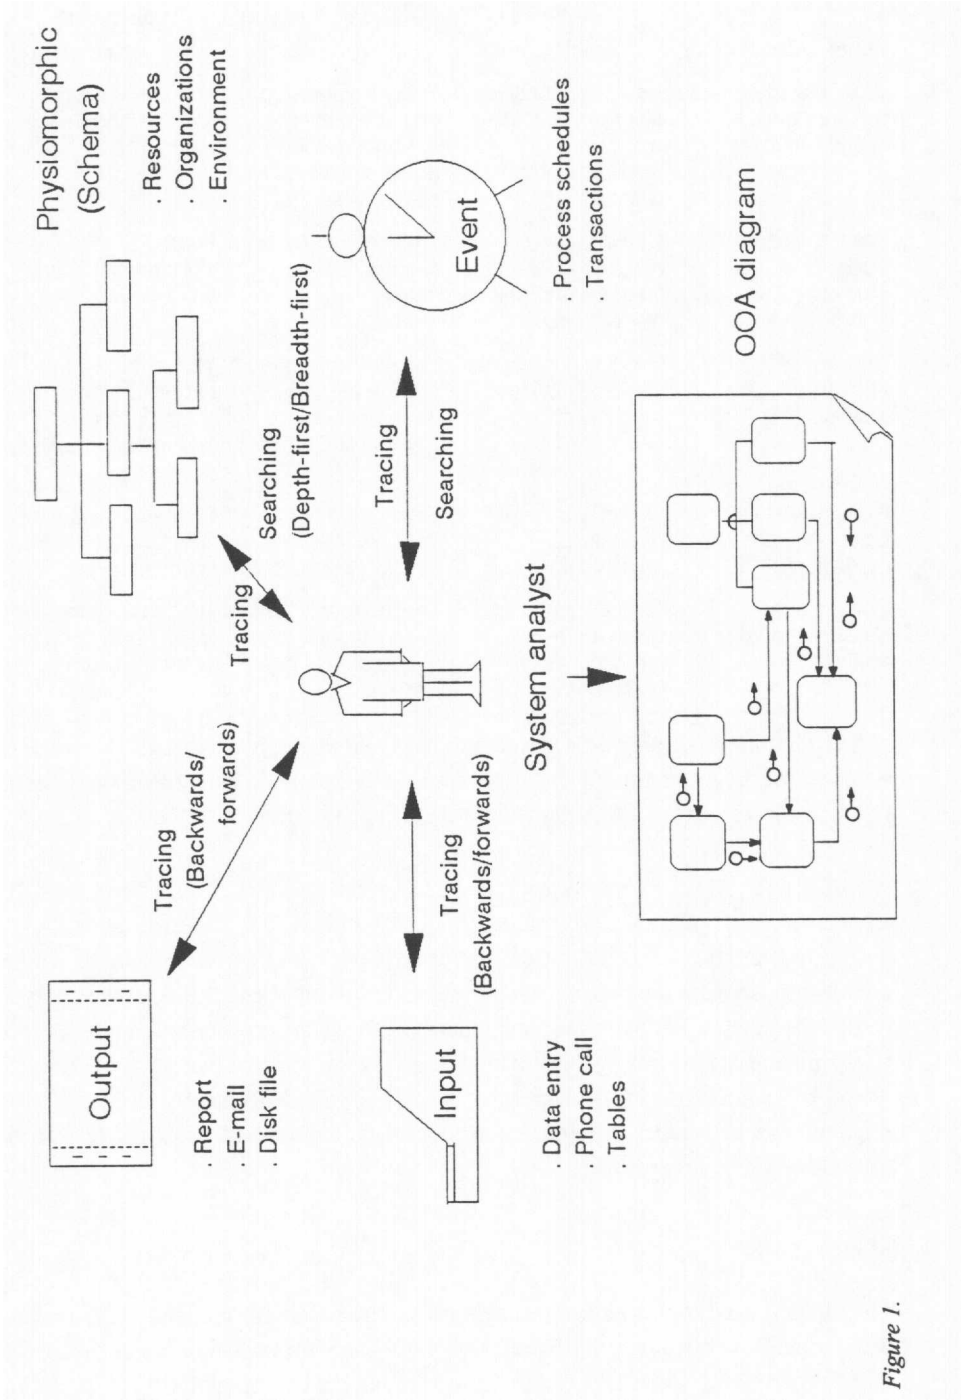 Output
. Report
. E-mail
. Disk file
Tracing
(Backwards/
forwards)
Physiomorphic
(Schema)
. Resources
. Organizations
. Environment
Tracing
Searching
(Depth-first/Breadth-first)
Input
. Data entry
. Phone call
. Tables
Tracing
(Backwards/forwards)
System analyst
Tracing
Searching
Event
. Process schedules
. Transactions
OOA diagram
Figure 1.